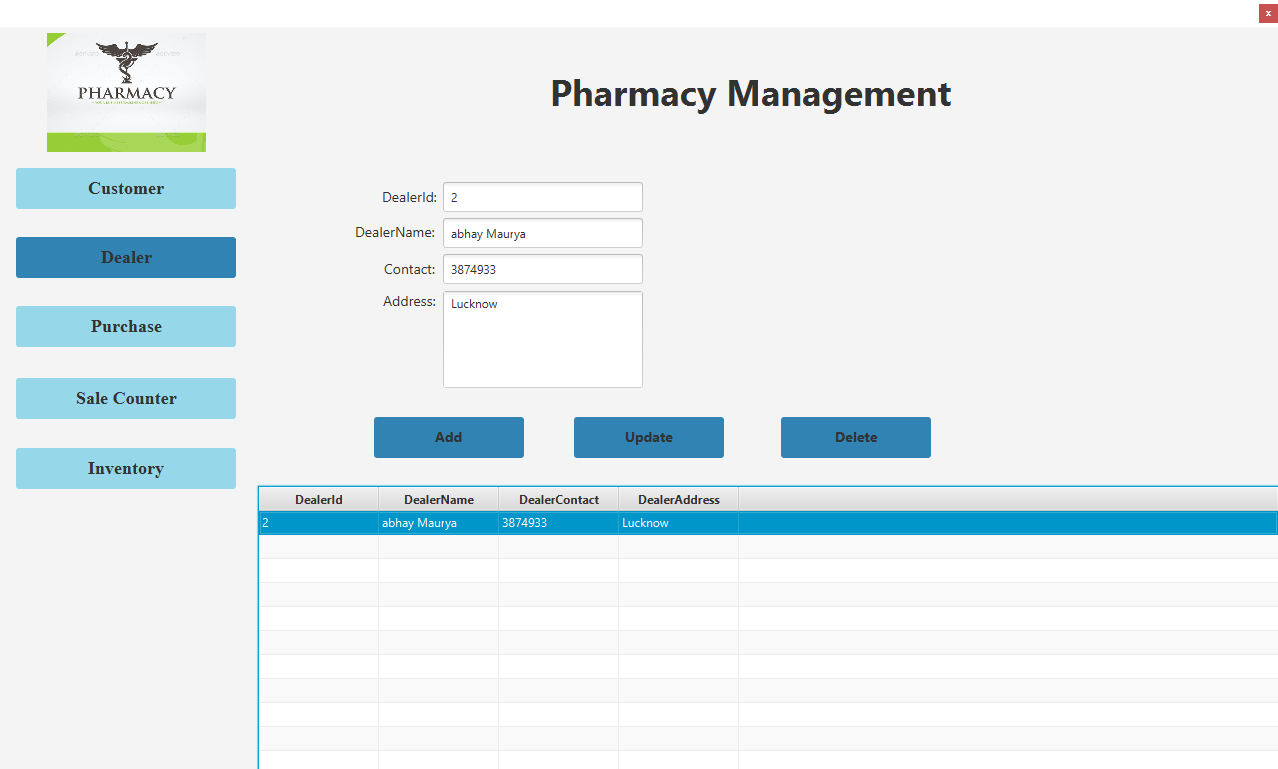 x
PHARMACY
Pharmacy Management
Customer
Dealer
Purchase
Sale Counter
Inventory
DealerId: 2
DealerName: abhay Maurya
Contact: 3874933
Address: Lucknow
Add Update Delete
DealerId DealerName DealerContact DealerAddress
2 abhay Maurya 3874933 Lucknow